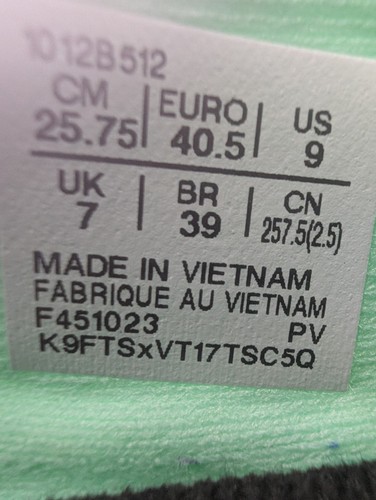 1012B512
CM EURO US
25.75 40.5 9
UK BR CN
7 39 257.5(2.5)
MADE IN VIETNAM
FABRIQUE AU VIETNAM
F451023 PV
K9FTSxVT17TSC5Q